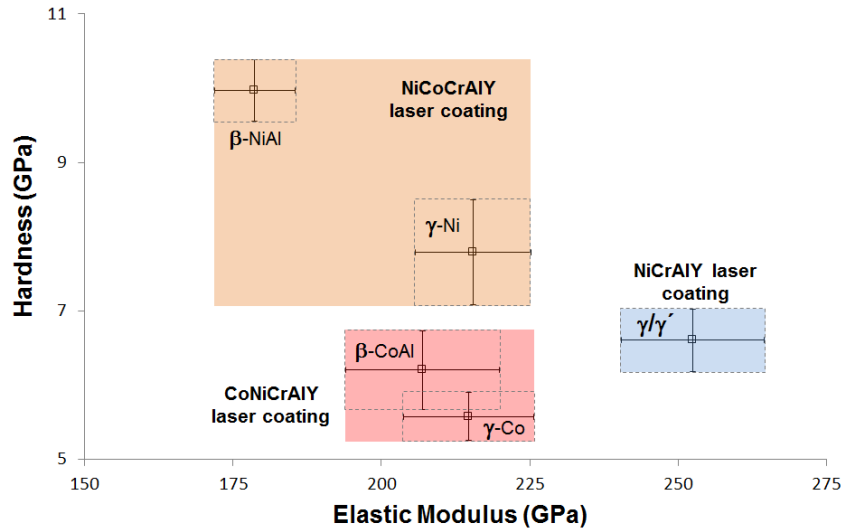 11
9
7
5
Hardness (GPa)
NiCoCrAlY
laser coating
β-NiAl
γ-Ni
NiCrAlY laser
coating
γ/γ´
β-CoAl
CoNiCrAlY
laser coating
γ-Co
150 175 200 225 250 275
Elastic Modulus (GPa)